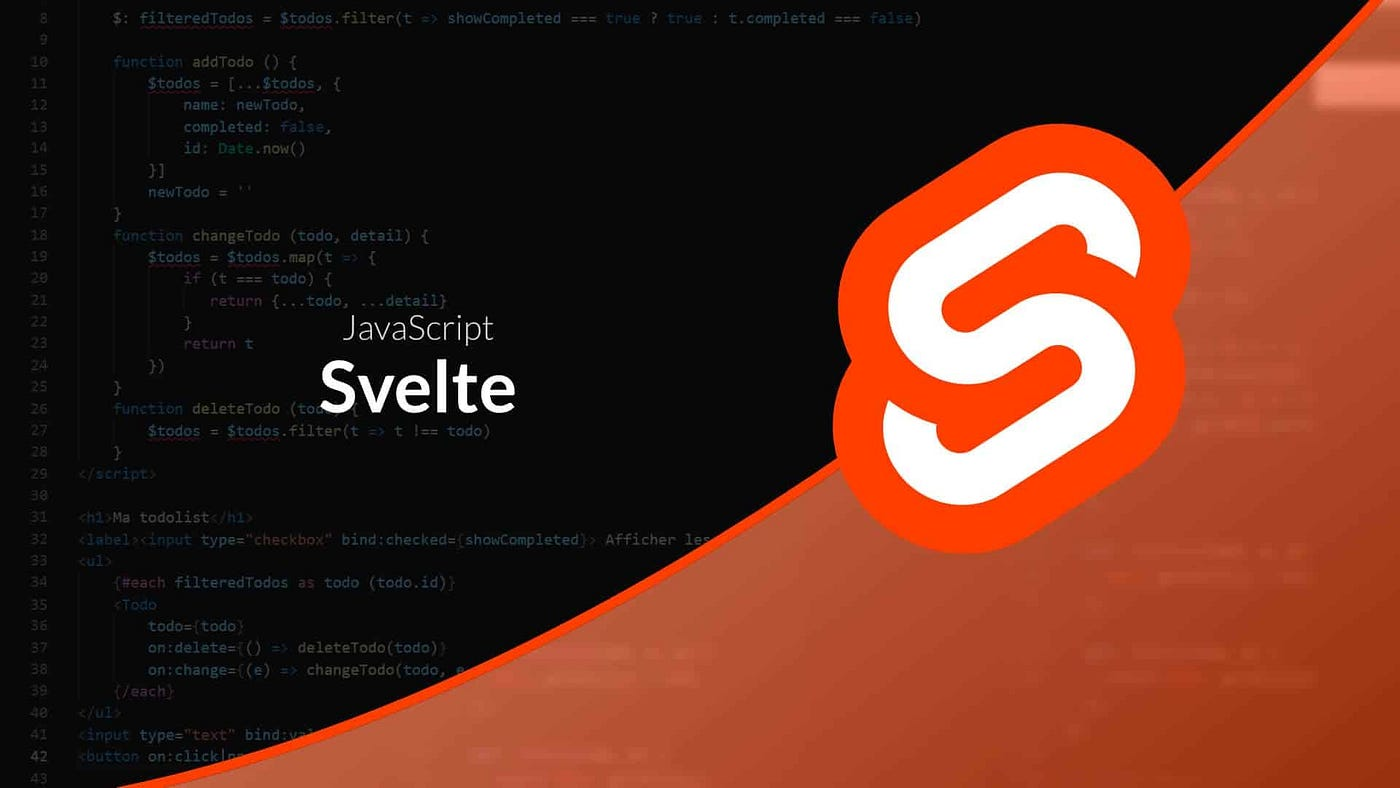 8 $: filteredTodos = $todos.filter(t => showCompleted === true ? true : t.completed === false)
9
10 function addTodo () {
11 $todos = [...$todos, {
12 name: newTodo,
13 completed: false,
14 id: Date.now()
15 }]
16 newTodo = ''
17 }
18 function changeTodo (todo, detail) {
19 $todos = $todos.map(t => {
20 if (t === todo) {
21 return {...todo, ...detail}
22 }
23 return t
24 })
25 }
26 function deleteTodo (todo) {
27 $todos = $todos.filter(t => t !== todo)
28 }
29 </script>
30
31 <h1>Ma todolist</h1>
32 <label><input type="checkbox" bind:checked={showCompleted}> Afficher les
33 <ul>
34 {#each filteredTodos as todo (todo.id)}
35 <Todo
36 todo={todo}
37 on:delete={() => deleteTodo(todo)}
38 on:change={(e) => changeTodo(todo,
39 {/each}
40 </ul>
41 <input type="text"
42 <button on:click
43
JavaScript
Svelte